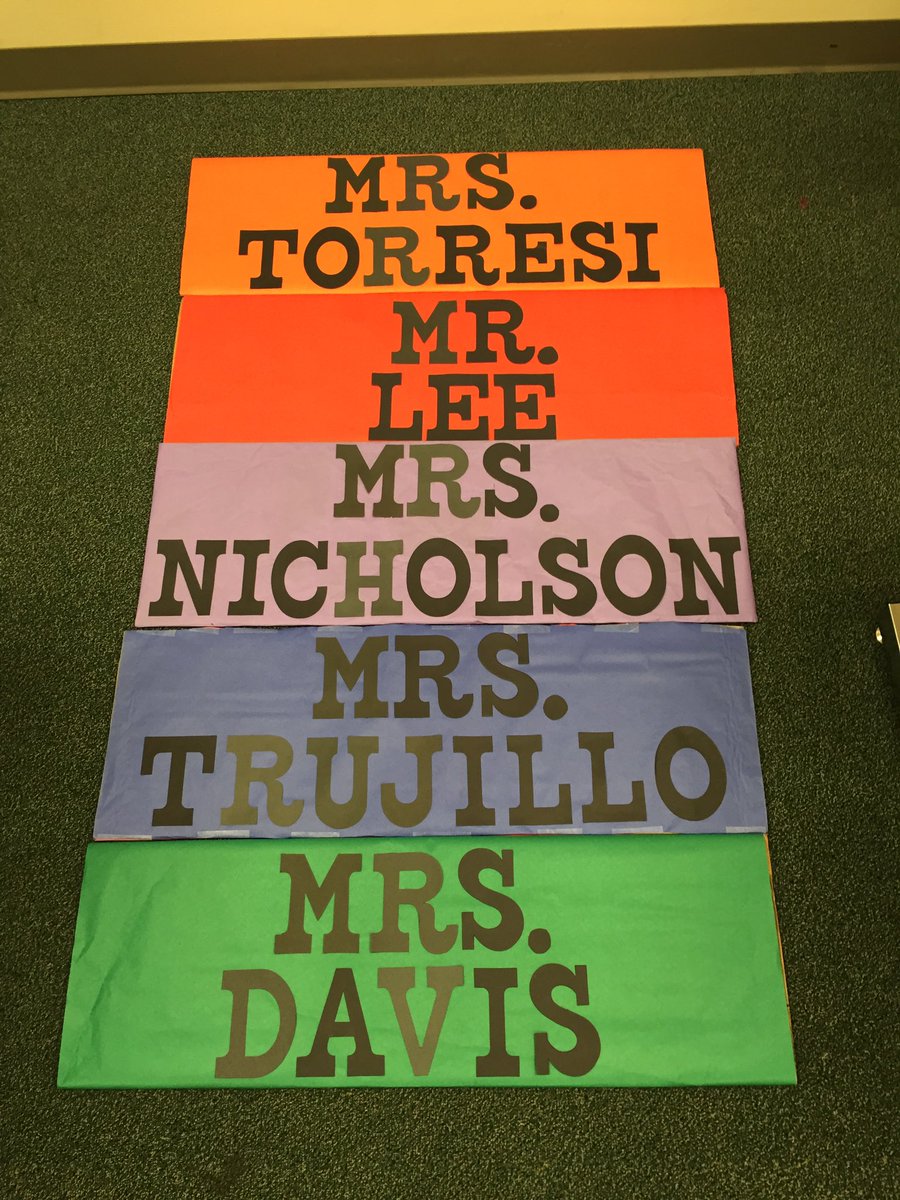 MRS.
TORRESI
MR.
LEE
MRS.
NICHOLSON
MRS.
TRUJILLO
MRS.
DAVIS